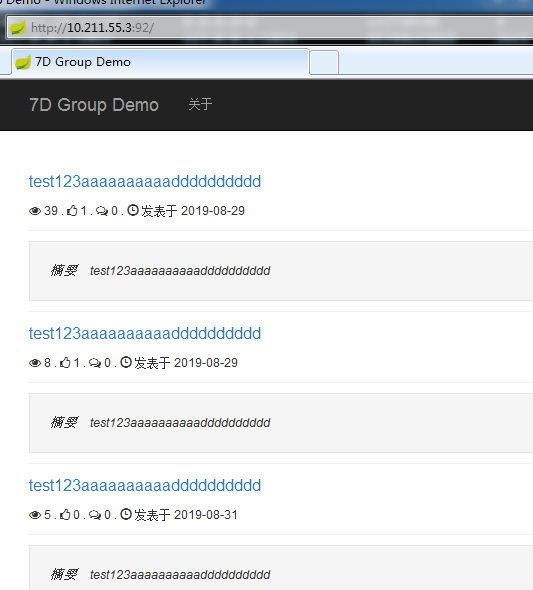 Demo - Windows Internet Explorer
http://10.211.55.3:92/
7D Group Demo
7D Group Demo 关于
test123aaaaaaaaaadddddddddd
39 . 1 . 0 . 发表于 2019-08-29
摘要 test123aaaaaaaaaadddddddddd
test123aaaaaaaaaadddddddddd
8 . 1 . 0 . 发表于 2019-08-29
摘要 test123aaaaaaaaaadddddddddd
test123aaaaaaaaaadddddddddd
5 . 0 . 0 . 发表于 2019-08-31
摘要 test123aaaaaaaaaadddddddddd